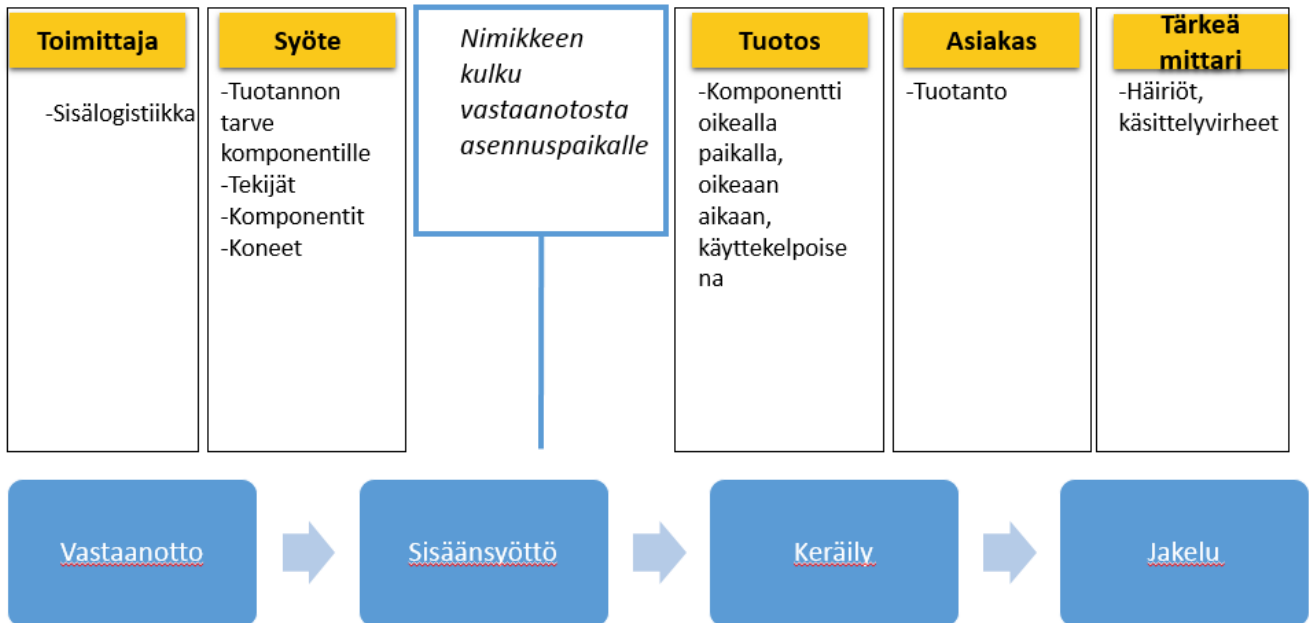 Toimittaja
-Sisälogistiikka
Syöte
-Tuotannon
tarve
komponentille
-Tekijät
-Komponentit
-Koneet
Nimikkeen
kulku
vastaanotosta
asennuspaikalle
Tuotos
-Komponentti
oikealla
paikalla,
oikeaan
aikaan,
käyttekelpoise
na
Asiakas
-Tuotanto
Tärkeä
mittari
-Häiriöt,
käsittelyvirheet
Vastaanotto
Sisäänsyöttö
Keräily
Jakelu